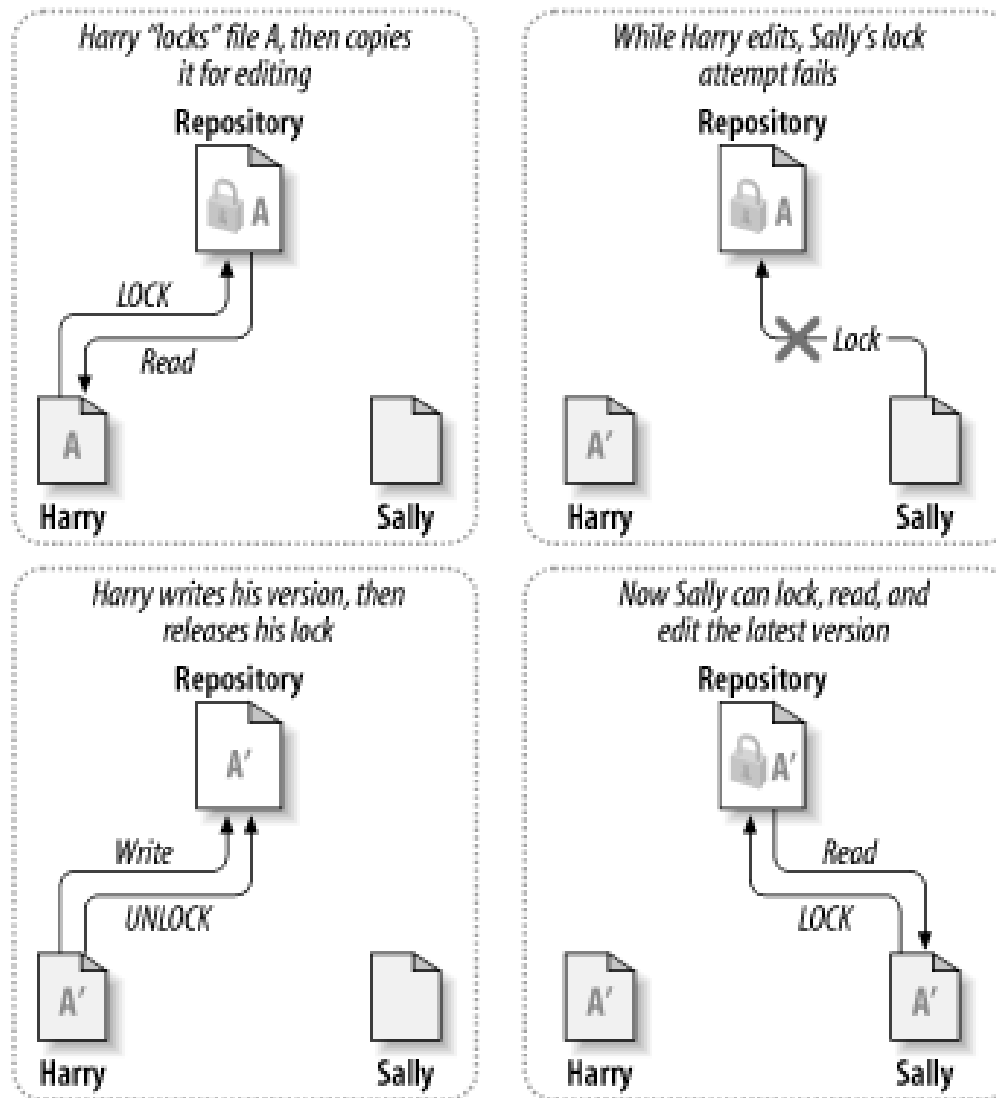 Harry “locks” file A, then copies
it for editing
Repository
A
LOCK
Read
A
Harry
Sally
While Harry edits, Sally’s lock
attempt fails
Repository
A
Lock
A’
Harry
Sally
Harry writes his version, then
releases his lock
Repository
A’
Write
UNLOCK
A’
Harry
Sally
Now Sally can lock, read, and
edit the latest version
Repository
A’
Read
LOCK
A’
A’
Harry
Sally